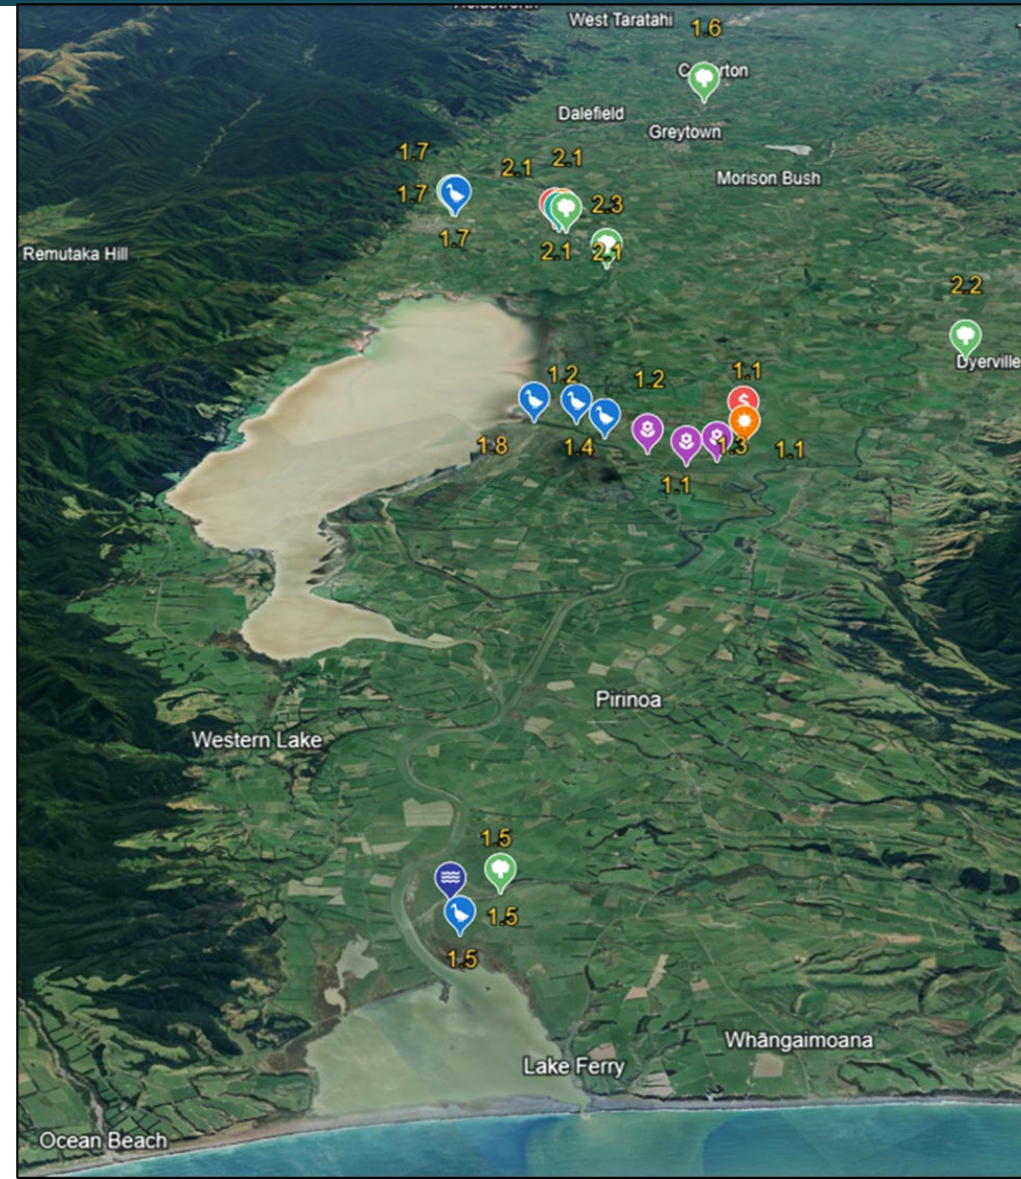 West Taratahi
1.6
Dalefield
Greytown
1.7
2.1
2.1
Morison Bush
1.7
2.3
1.7
2.1
2.1
Remutaka Hill
2.2
Dyerville
1.2
1.2
1.1
1.8
1.4
1.3
1.1
1.1
Pirinoa
Western Lake
1.5
1.5
1.5
Whāngaimoana
Lake Ferry
Ocean Beach